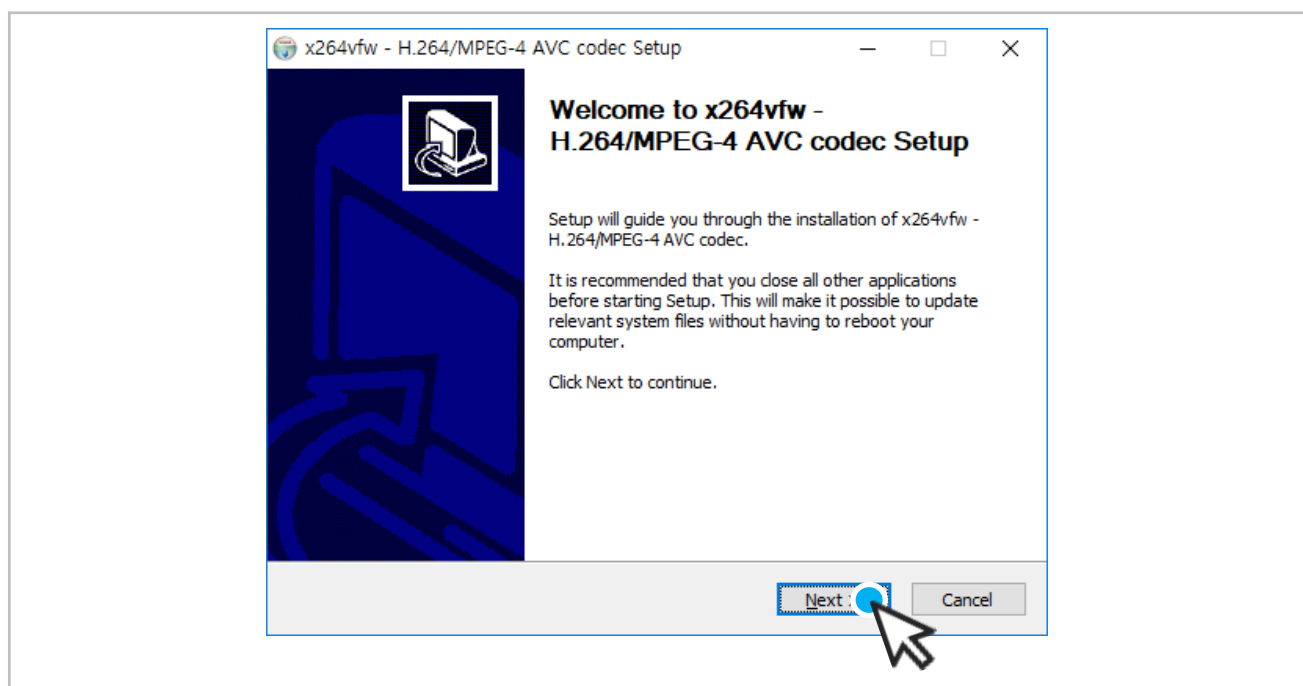 x264vfw - H.264/MPEG-4 AVC codec Setup
Welcome to x264vfw -
H.264/MPEG-4 AVC codec Setup
Setup will guide you through the installation of x264vfw -
H.264/MPEG-4 AVC codec.
It is recommended that you close all other applications
before starting Setup. This will make it possible to update
relevant system files without having to reboot your
computer.
Click Next to continue.
Next
Cancel